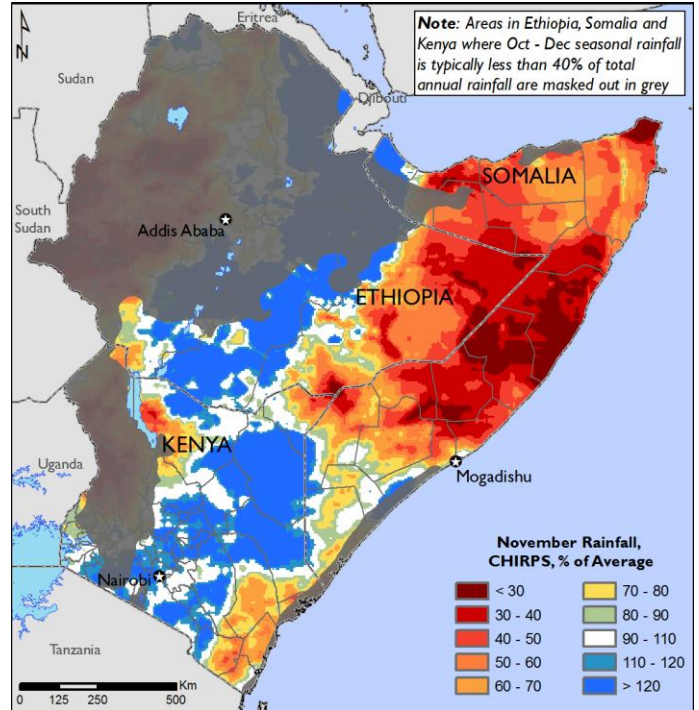 Note: Areas in Ethiopia, Somalia and
Kenya where Oct - Dec seasonal rainfall
is typically less than 40% of total
annual rainfall are masked out in grey
N
Eritrea
Sudan
Djibouti
SOMALIA
South
Sudan
Addis Ababa
ETHIOPIA
KENYA
Uganda
Mogadishu
Nairobi
Tanzania
November Rainfall,
CHIRPS, % of Average
< 30
30 - 40
40 - 50
50 - 60
60 - 70
70 - 80
80 - 90
90 - 110
110 - 120
> 120
Km
0 125 250 500